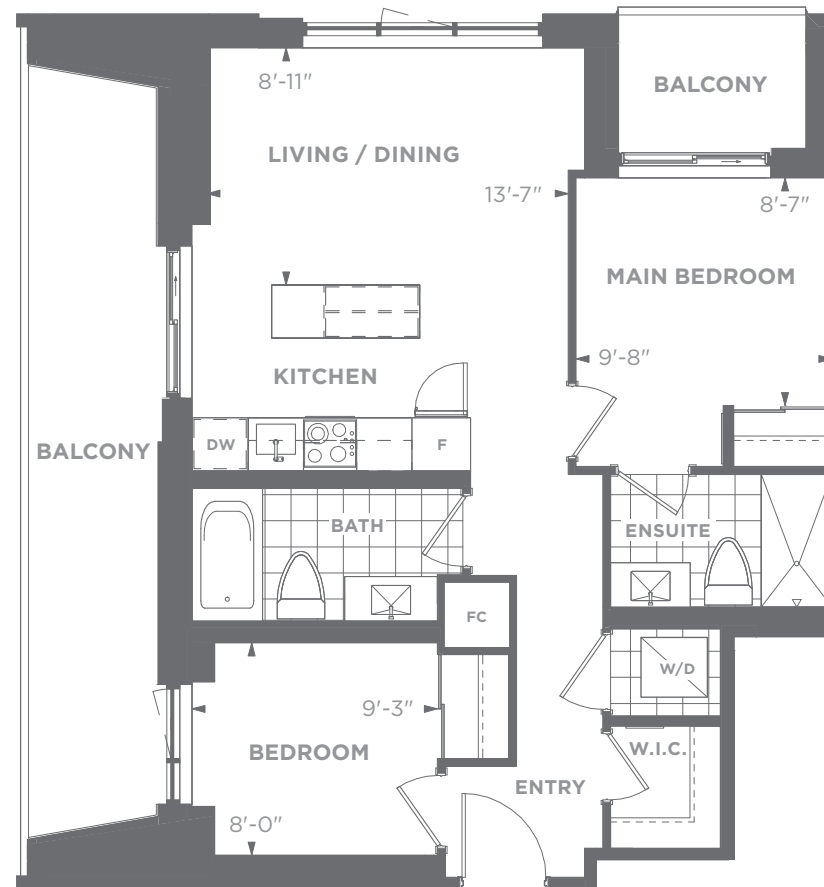 8'-11"
BALCONY
LIVING / DINING
13'-7"
8'-7"
MAIN BEDROOM
9'-8"
KITCHEN
BALCONY
DW
F
BATH
ENSUITE
FC
W/D
9'-3"
BEDROOM
W.I.C.
ENTRY
8'-0"